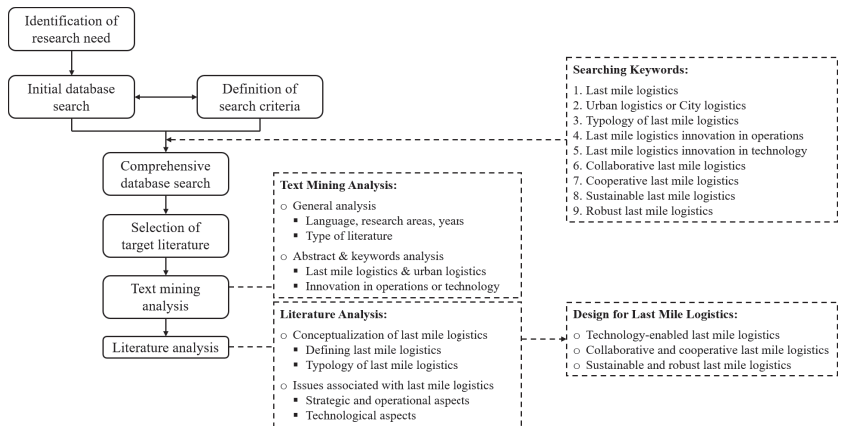 Identification of
research need
Initial database
search
Definition of
search criteria
Comprehensive
database search
Selection of
target literature
Text mining
analysis
Literature analysis
Searching Keywords:
1. Last mile logistics
2. Urban logistics or City logistics
3. Typology of last mile logistics
4. Last mile logistics innovation in operations
5. Last mile logistics innovation in technology
6. Collaborative last mile logistics
7. Cooperative last mile logistics
8. Sustainable last mile logistics
9. Robust last mile logistics
Text Mining Analysis:
○ General analysis
▪ Language, research areas, years
▪ Type of literature
○ Abstract & keywords analysis
▪ Last mile logistics & urban logistics
▪ Innovation in operations or technology
Literature Analysis:
○ Conceptualization of last mile logistics
▪ Defining last mile logistics
▪ Typology of last mile logistics
○ Issues associated with last mile logistics
▪ Strategic and operational aspects
▪ Technological aspects
Design for Last Mile Logistics:
○ Technology-enabled last mile logistics
○ Collaborative and cooperative last mile logistics
○ Sustainable and robust last mile logistics